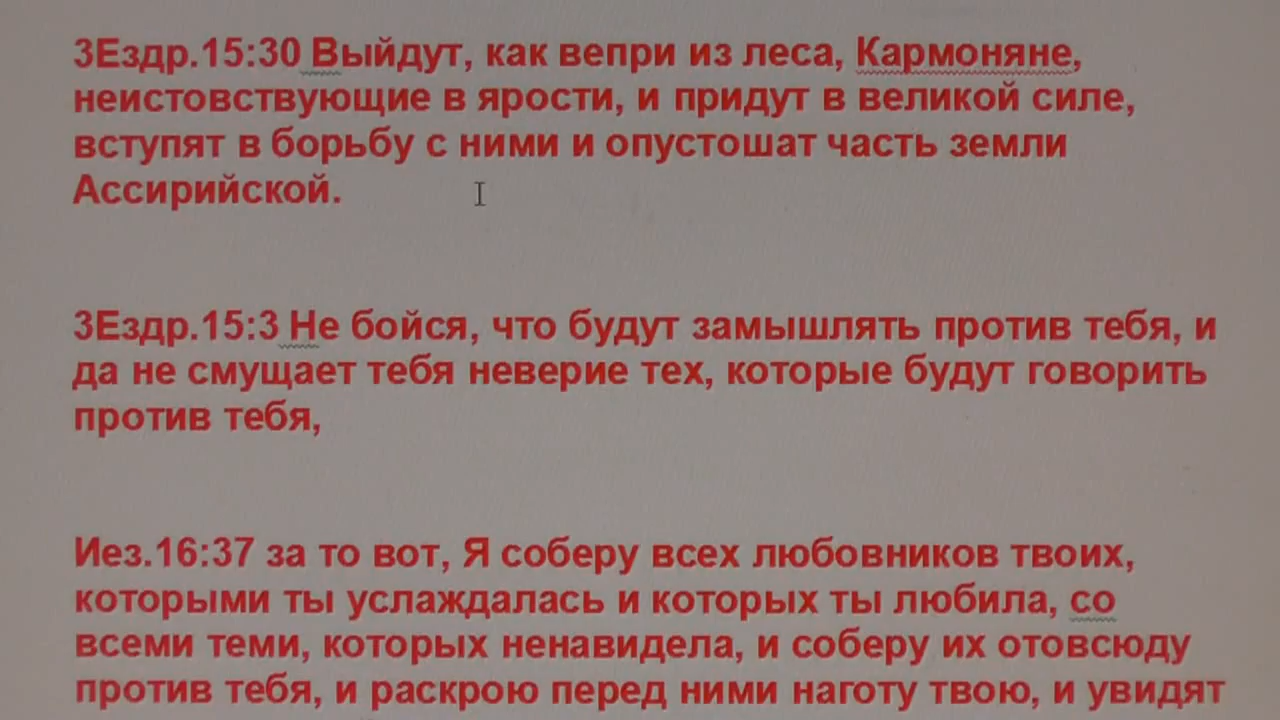 3Ездр.15:30 Выйдут, как вепри из леса, Кармоняне,
неистовствующие в ярости, и придут в великой силе,
вступят в борьбу с ними и опустошат часть земли
Ассирийской.
3Ездр.15:3 Не бойся, что будут замышлять против тебя, и
да не смущает тебя неверие тех, которые будут говорить
против тебя,
Иез.16:37 за то вот, Я соберу всех любовников твоих,
которыми ты услаждалась и которых ты любила, со
всеми теми, которых ненавидела, и соберу их отовсюду
против тебя, и раскрою перед ними наготу твою, и увидят